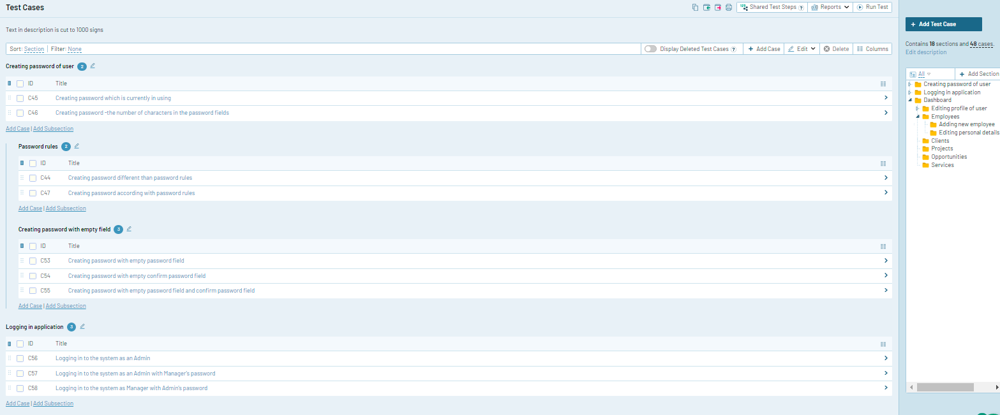 Test Cases
Shared Test Steps ? Reports Run Test
Text in description is cut to 1000 signs
Sort: Section | Filter: None
Display Deleted Test Cases ? + Add Case Edit Delete Columns
Creating password of user 2
ID Title
C45 Creating password which is currently in using
C46 Creating password -the number of characters in the password fields
Add Case | Add Subsection
Password rules 2
ID Title
C44 Creating password different than password rules
C47 Creating password according with password rules
Add Case | Add Subsection
Creating password with empty field 3
ID Title
C53 Creating password with empty password field
C54 Creating password with empty confirm password field
C55 Creating password with empty password field and confirm password field
Add Case | Add Subsection
Logging in application 3
ID Title
C56 Logging in to the system as an Admin
C57 Logging in to the system as an Admin with Manager's password
C58 Logging in to the system as Manager with Admin's password
Add Case | Add Subsection
+ Add Test Case
Contains 18 sections and 48 cases.
Edit description
All + Add Section
Creating password of user
Logging in application
Dashboard
Editing profile of user
Employees
Adding new employee
Editing personal details
Clients
Projects
Opportunities
Services